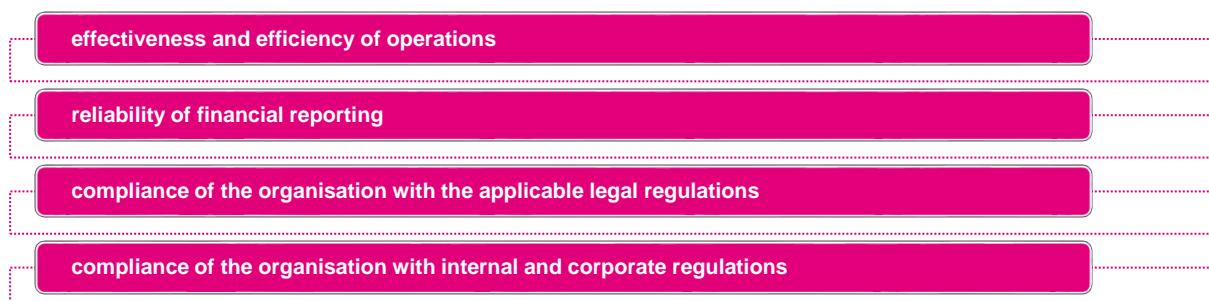 effectiveness and efficiency of operations
reliability of financial reporting
compliance of the organisation with the applicable legal regulations
compliance of the organisation with internal and corporate regulations